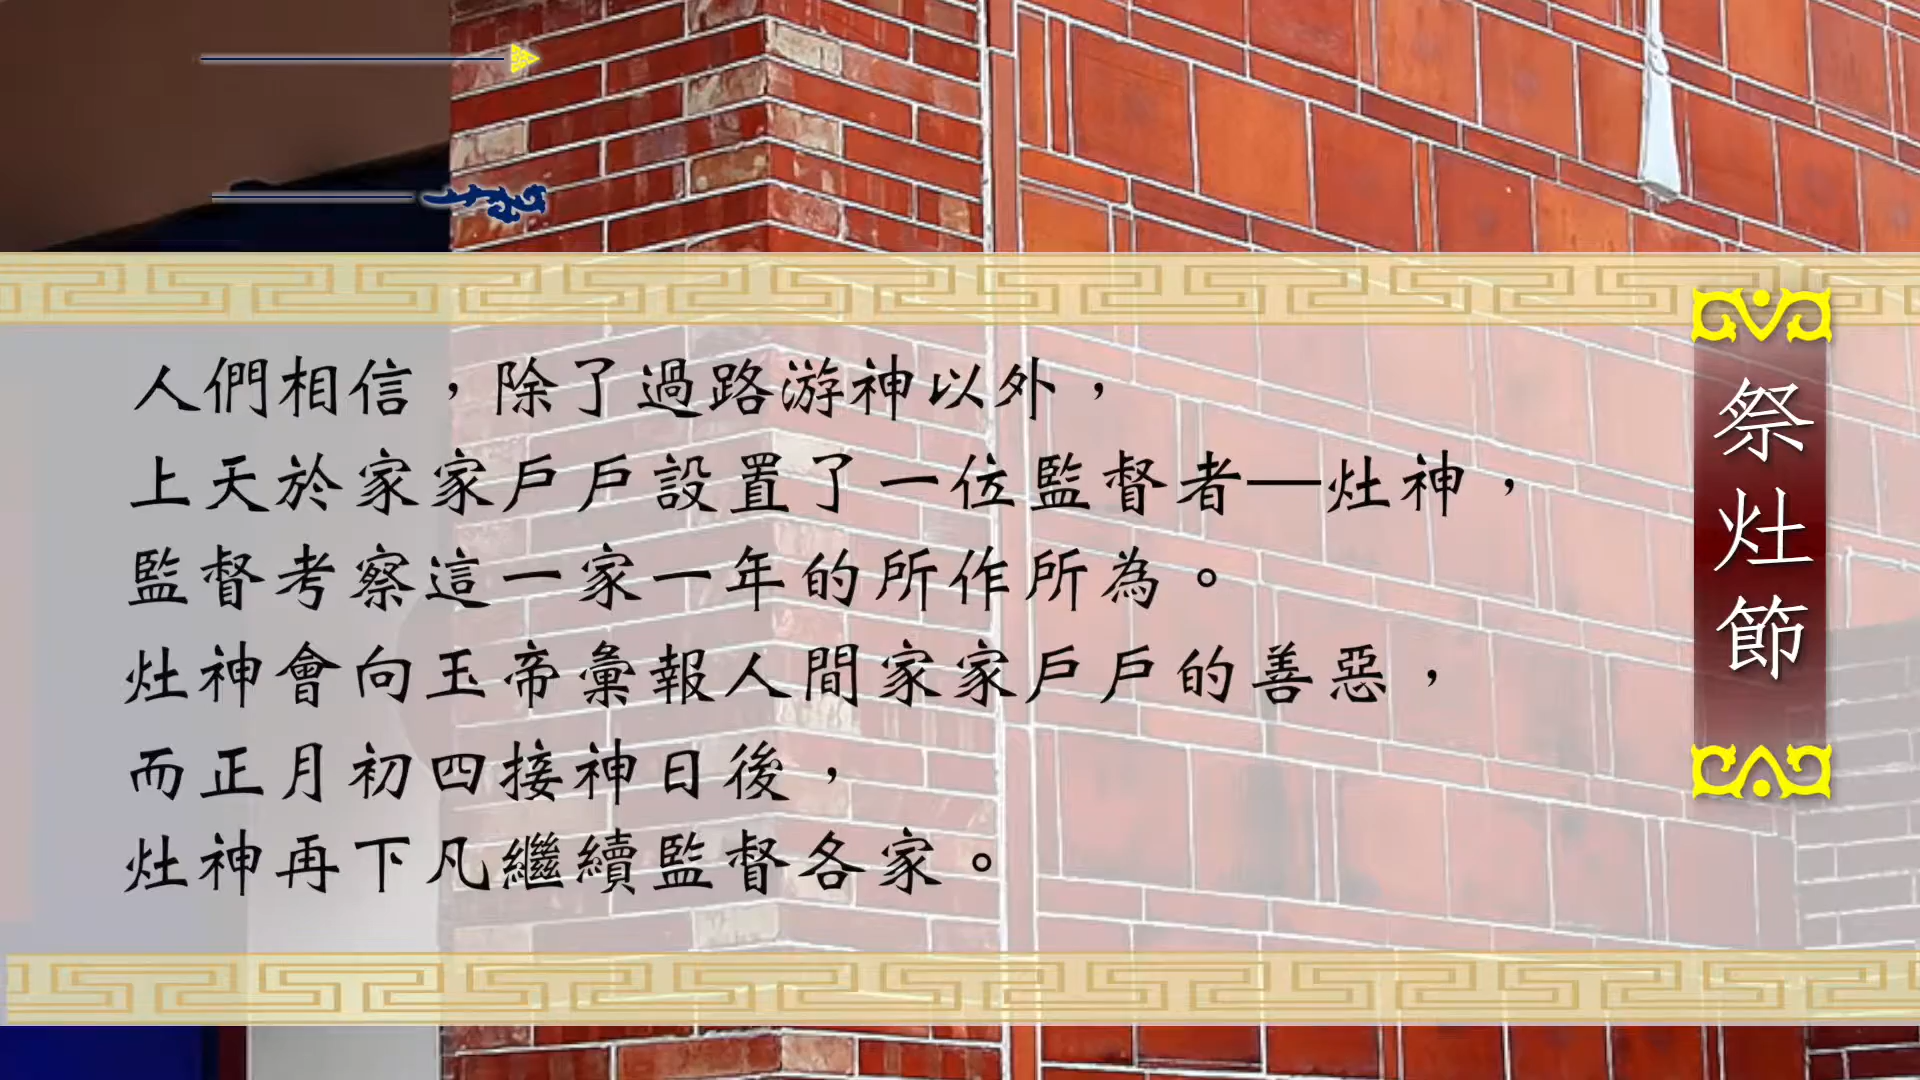 祭灶節
人們相信，除了過路游神以外，
上天於家家戶戶設置了一位監督者—灶神，
監督考察這一家一年的所作所為。
灶神會向玉帝彙報人間家家戶戶的善惡，
而正月初四接神日後，
灶神再下凡繼續監督各家。